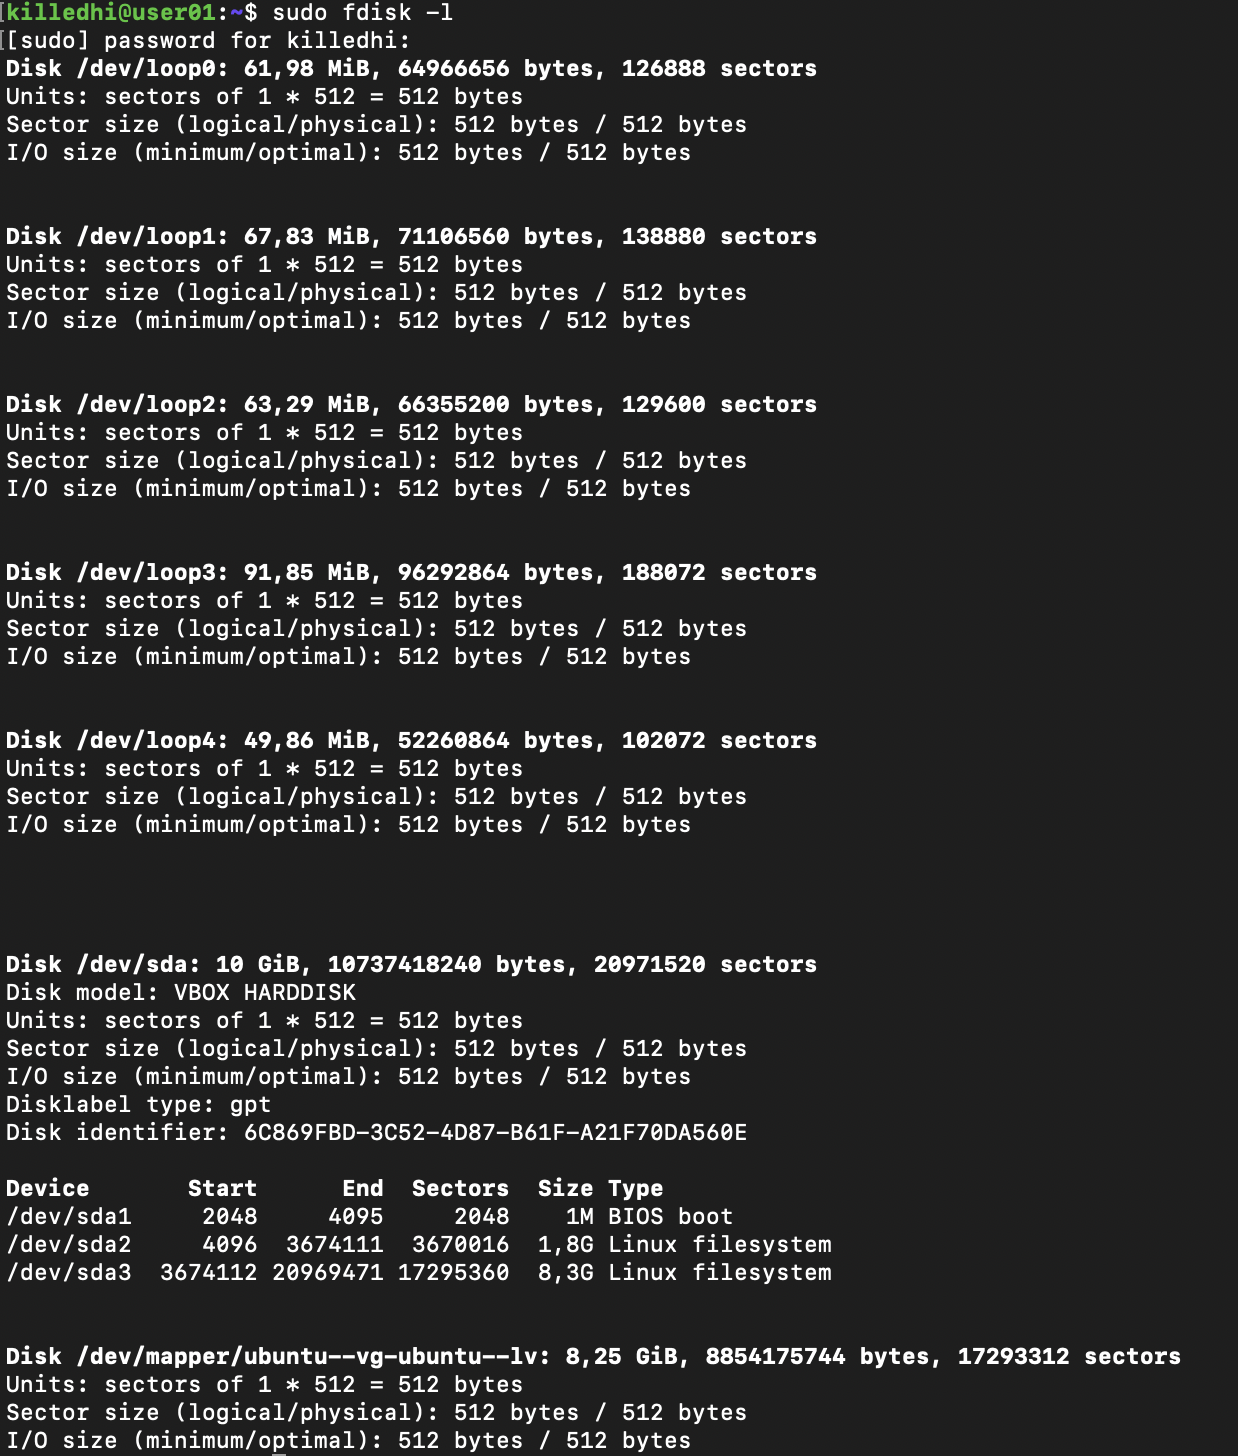 [killedhi@user01:~$ sudo fdisk -l
[[sudo] password for killedhi:
Disk /dev/loop0: 61,98 MiB, 64966656 bytes, 126888 sectors
Units: sectors of 1 * 512 = 512 bytes
Sector size (logical/physical): 512 bytes / 512 bytes
I/O size (minimum/optimal): 512 bytes / 512 bytes
Disk /dev/loop1: 67,83 MiB, 71106560 bytes, 138880 sectors
Units: sectors of 1 * 512 = 512 bytes
Sector size (logical/physical): 512 bytes / 512 bytes
I/O size (minimum/optimal): 512 bytes / 512 bytes
Disk /dev/loop2: 63,29 MiB, 66355200 bytes, 129600 sectors
Units: sectors of 1 * 512 = 512 bytes
Sector size (logical/physical): 512 bytes / 512 bytes
I/O size (minimum/optimal): 512 bytes / 512 bytes
Disk /dev/loop3: 91,85 MiB, 96292864 bytes, 188072 sectors
Units: sectors of 1 * 512 = 512 bytes
Sector size (logical/physical): 512 bytes / 512 bytes
I/O size (minimum/optimal): 512 bytes / 512 bytes
Disk /dev/loop4: 49,86 MiB, 52260864 bytes, 102072 sectors
Units: sectors of 1 * 512 = 512 bytes
Sector size (logical/physical): 512 bytes / 512 bytes
I/O size (minimum/optimal): 512 bytes / 512 bytes
Disk /dev/sda: 10 GiB, 10737418240 bytes, 20971520 sectors
Disk model: VBOX HARDDISK
Units: sectors of 1 * 512 = 512 bytes
Sector size (logical/physical): 512 bytes / 512 bytes
I/O size (minimum/optimal): 512 bytes / 512 bytes
Disklabel type: gpt
Disk identifier: 6C869FBD-3C52-4D87-B61F-A21F70DA560E
Device Start End Sectors Size Type
/dev/sda1 2048 4095 2048 1M BIOS boot
/dev/sda2 4096 3674111 3670016 1,8G Linux filesystem
/dev/sda3 3674112 20969471 17295360 8,3G Linux filesystem
Disk /dev/mapper/ubuntu--vg-ubuntu--lv: 8,25 GiB, 8854175744 bytes, 17293312 sectors
Units: sectors of 1 * 512 = 512 bytes
Sector size (logical/physical): 512 bytes / 512 bytes
I/O size (minimum/optimal): 512 bytes / 512 bytes